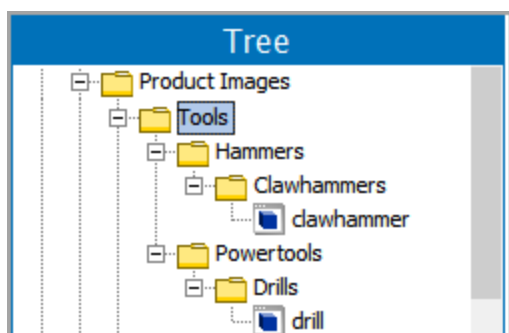 Tree
Product Images
Tools
Hammers
Clawhammers
clawhammer
Powertools
Drills
drill